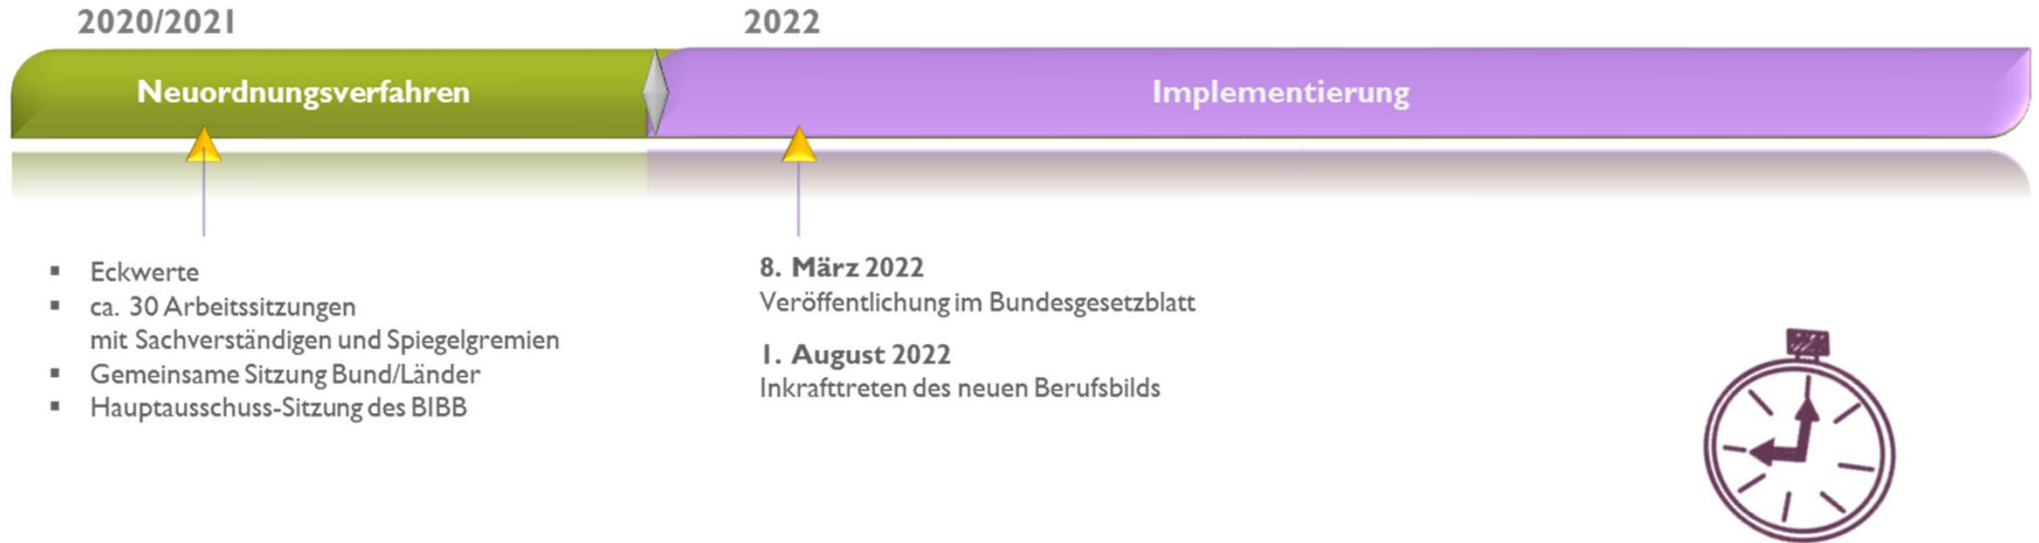 2020/2021
2022
Neuordnungsverfahren
Implementierung
▪ Eckwerte
▪ ca. 30 Arbeitssitzungen
mit Sachverständigen und Spiegelgremien
▪ Gemeinsame Sitzung Bund/Länder
▪ Hauptausschuss-Sitzung des BIBB
8. März 2022
Veröffentlichung im Bundesgesetzblatt
1. August 2022
Inkrafttreten des neuen Berufsbilds